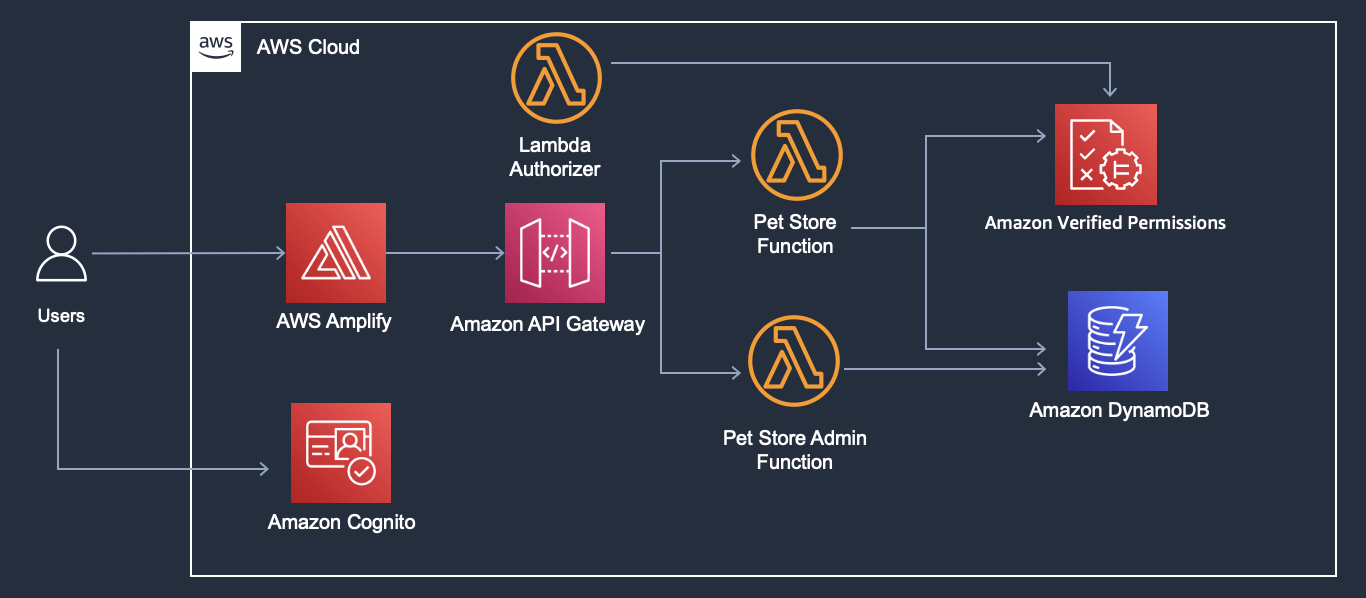 aws
AWS Cloud
Lambda
Authorizer
Pet Store
Function
Amazon Verified Permissions
Users
AWS Amplify
Amazon API Gateway
</>
Amazon DynamoDB
Pet Store Admin
Function
Amazon Cognito